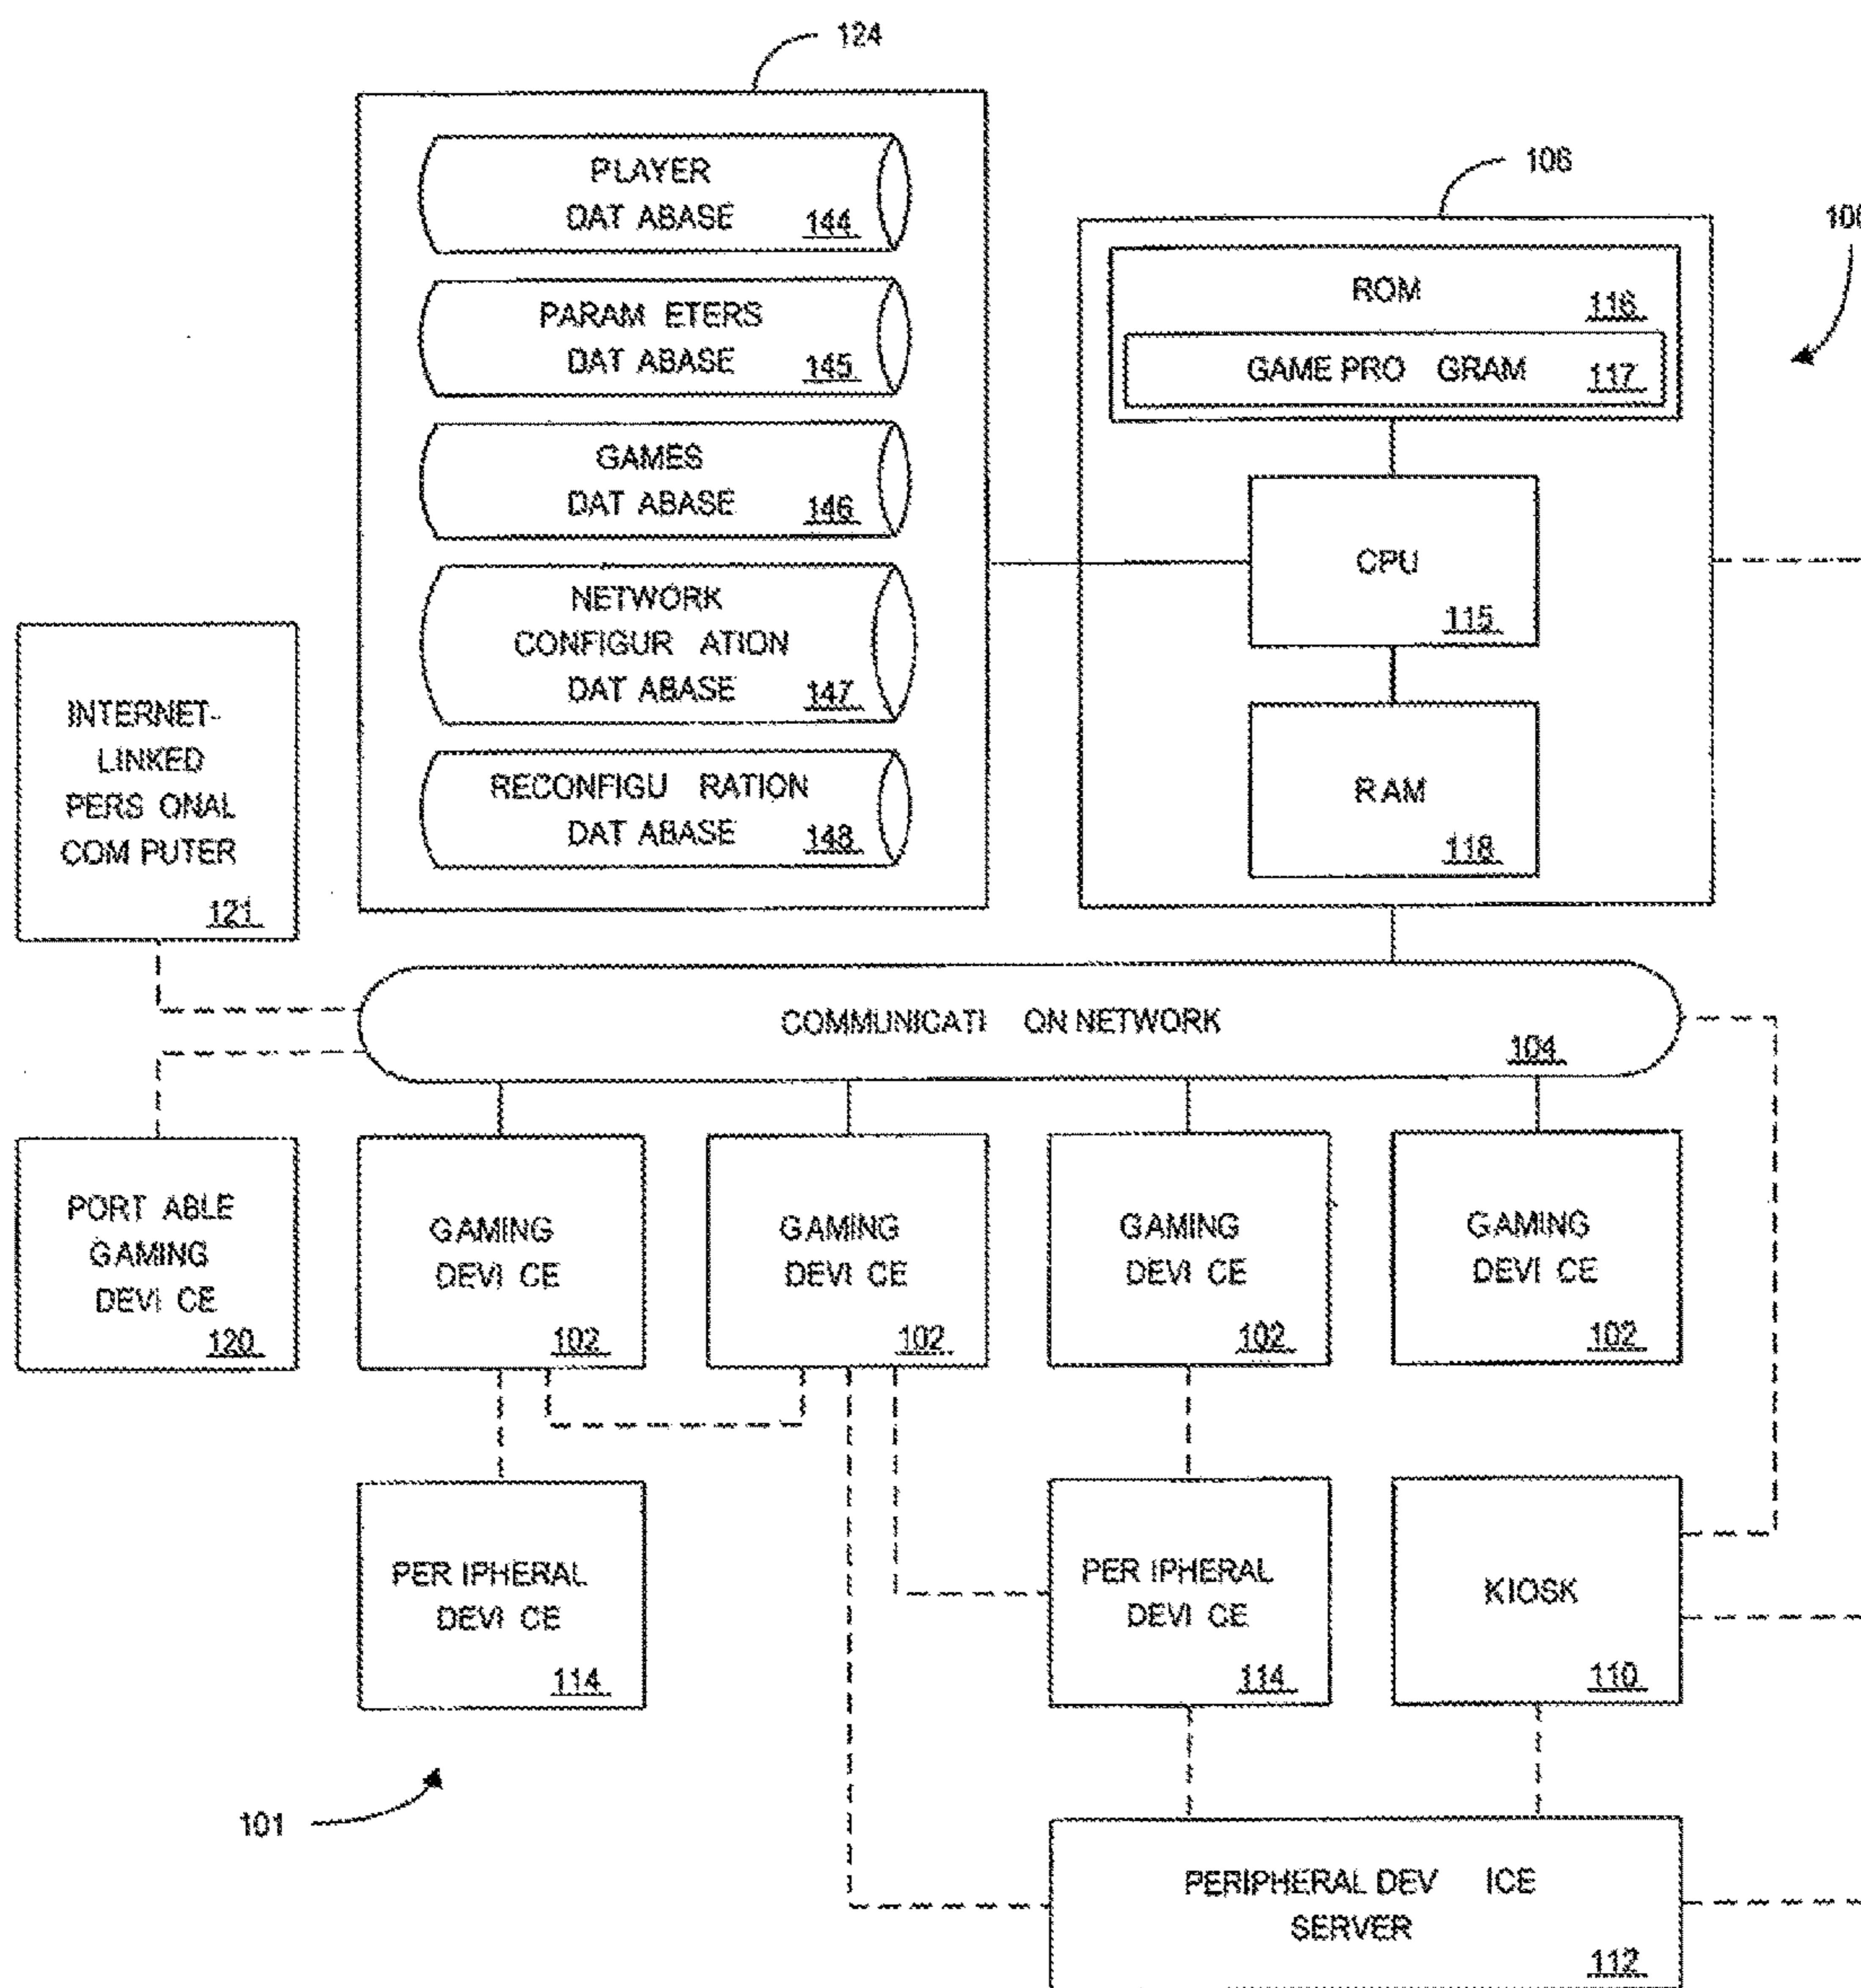 124
PLAYER
DAT ABASE 144
PARAM ETERS
DAT ABASE 145
GAMES
DAT ABASE 146
NETWORK
CONFIGUR ATION
DAT ABASE 147
RECONFIGU RATION
DAT ABASE 148
106
ROM 116
GAME PRO GRAM 117
CPU
115
RAM
118
INTERNET-
LINKED
PERS ONAL
COM PUTER
121
COMMUNICATI ON NETWORK
104
PORT ABLE
GAMING
DEVI CE
120
GAMING
DEVI CE
102
GAMING
DEVI CE
102
GAMING
DEVI CE
102
GAMING
DEVI CE
102
PER IPHERAL
DEVI CE
114
PER IPHERAL
DEVI CE
114
KIOSK
110
101
PERIPHERAL DEV ICE
SERVER
112